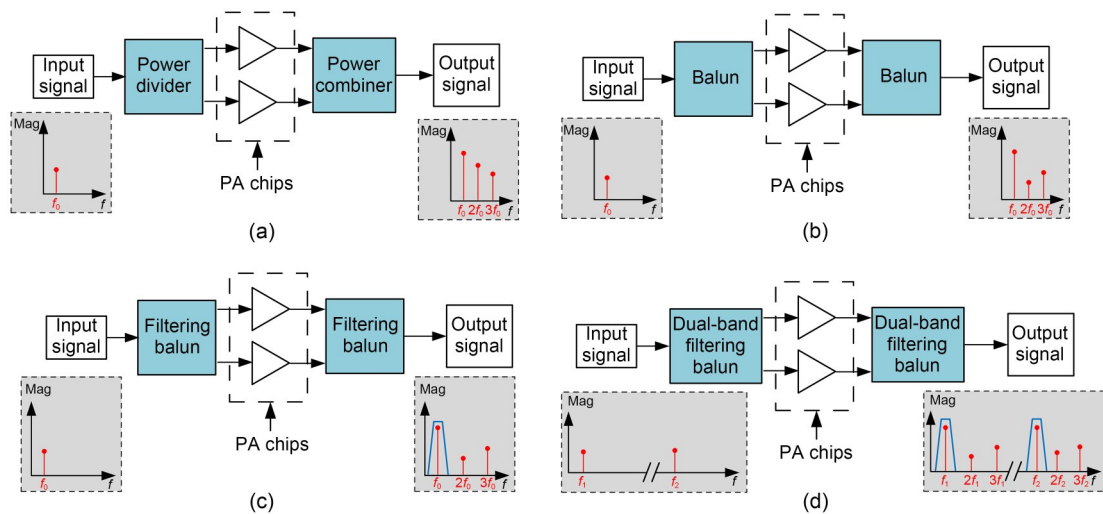 Input
signal
Power
divider
Power
combiner
Output
signal
Mag
f₀
f
PA chips
Mag
f₀ 2f₀ 3f₀ f
(a)
Input
signal
Balun
Balun
Output
signal
Mag
f₀
f
PA chips
Mag
f₀ 2f₀ 3f₀ f
(b)
Input
signal
Filtering
balun
Filtering
balun
Output
signal
Mag
f₀
f
PA chips
Mag
f₀ 2f₀ 3f₀ f
(c)
Input
signal
Dual-band
filtering
balun
Dual-band
filtering
balun
Output
signal
Mag
f₁
f₂
f
PA chips
Mag
f₁ 2f₁ 3f₁ f₂ 2f₂ 3f₂ f
(d)